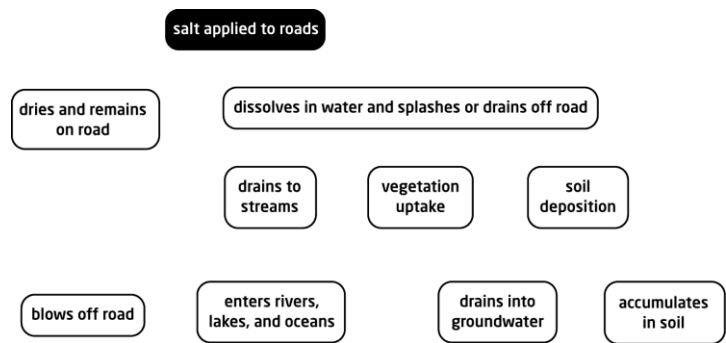 salt applied to roads
dries and remains
on road
dissolves in water and splashes or drains off road
drains to
streams
vegetation
uptake
soil
deposition
blows off road
enters rivers,
lakes, and oceans
drains into
groundwater
accumulates
in soil